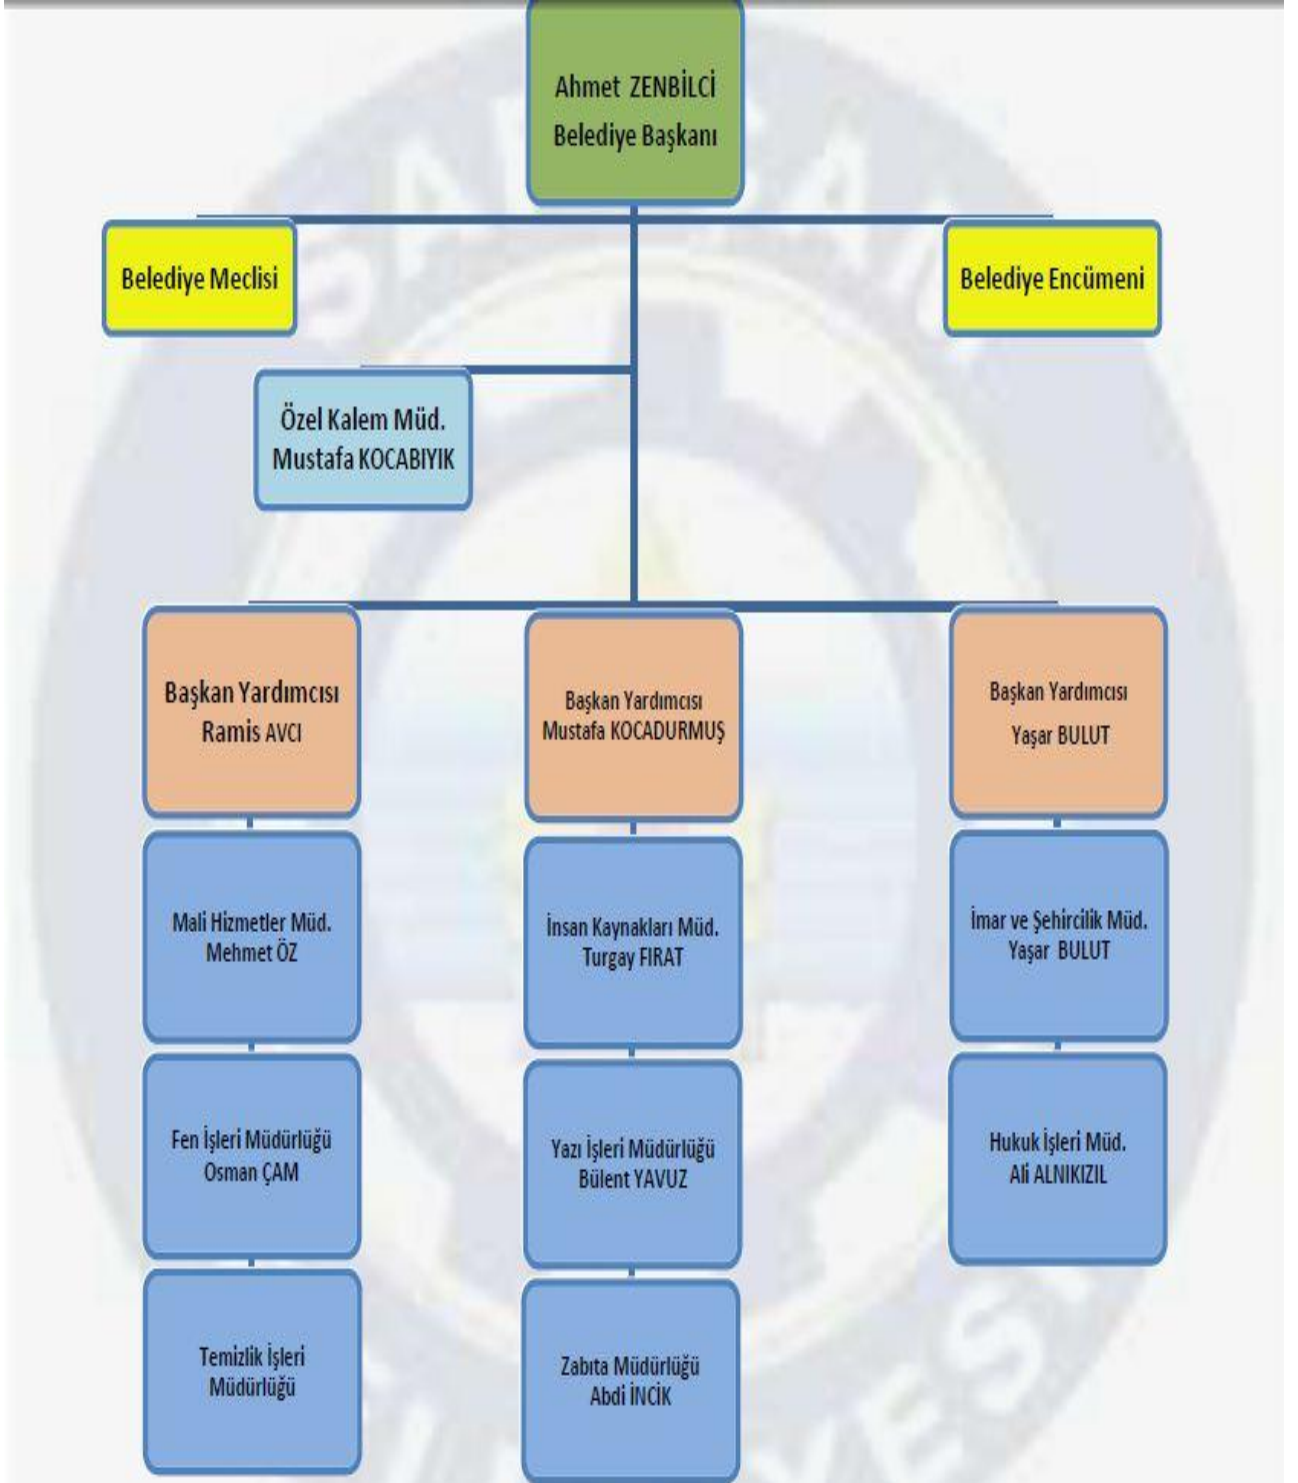 Ahmet ZENBİLCİ
Belediye Başkanı
Belediye Meclisi
Belediye Encümeni
Özel Kalem Müd.
Mustafa KOCABIYIK
Başkan Yardımcısı
Ramis AVCI
Başkan Yardımcısı
Mustafa KOCADURMUŞ
Başkan Yardımcısı
Yaşar BULUT
Mali Hizmetler Müd.
Mehmet ÖZ
İnsan Kaynakları Müd.
Turgay FIRAT
İmar ve Şehircilik Müd.
Yaşar BULUT
Fen İşleri Müdürlüğü
Osman ÇAM
Yazı İşleri Müdürlüğü
Bülent YAVUZ
Hukuk İşleri Müd.
Ali ALNIKIZIL
Temizlik İşleri
Müdürlüğü
Zabıta Müdürlüğü
Abdi İNCİK